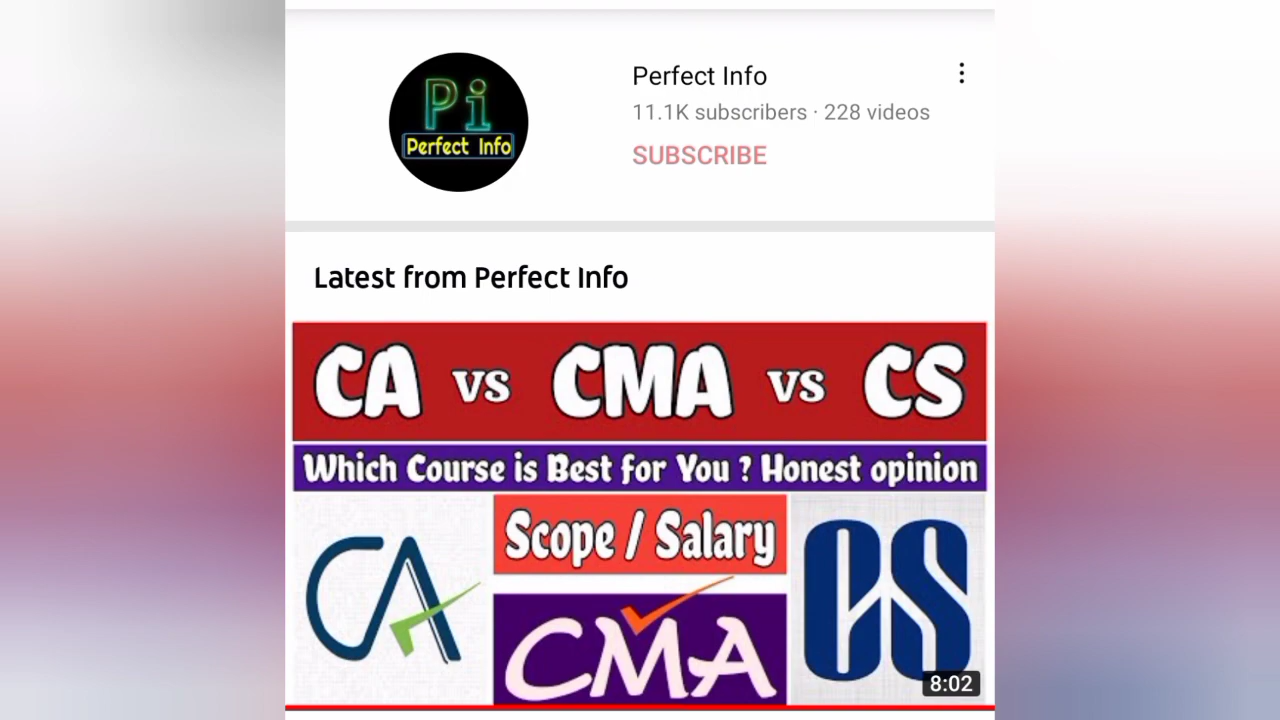 Pi
Perfect Info
Perfect Info
11.1K subscribers · 228 videos
SUBSCRIBE
Latest from Perfect Info
CA vs CMA vs CS
Which Course is Best for You ? Honest opinion
Scope / Salary
CA
CMA
CS
8:02